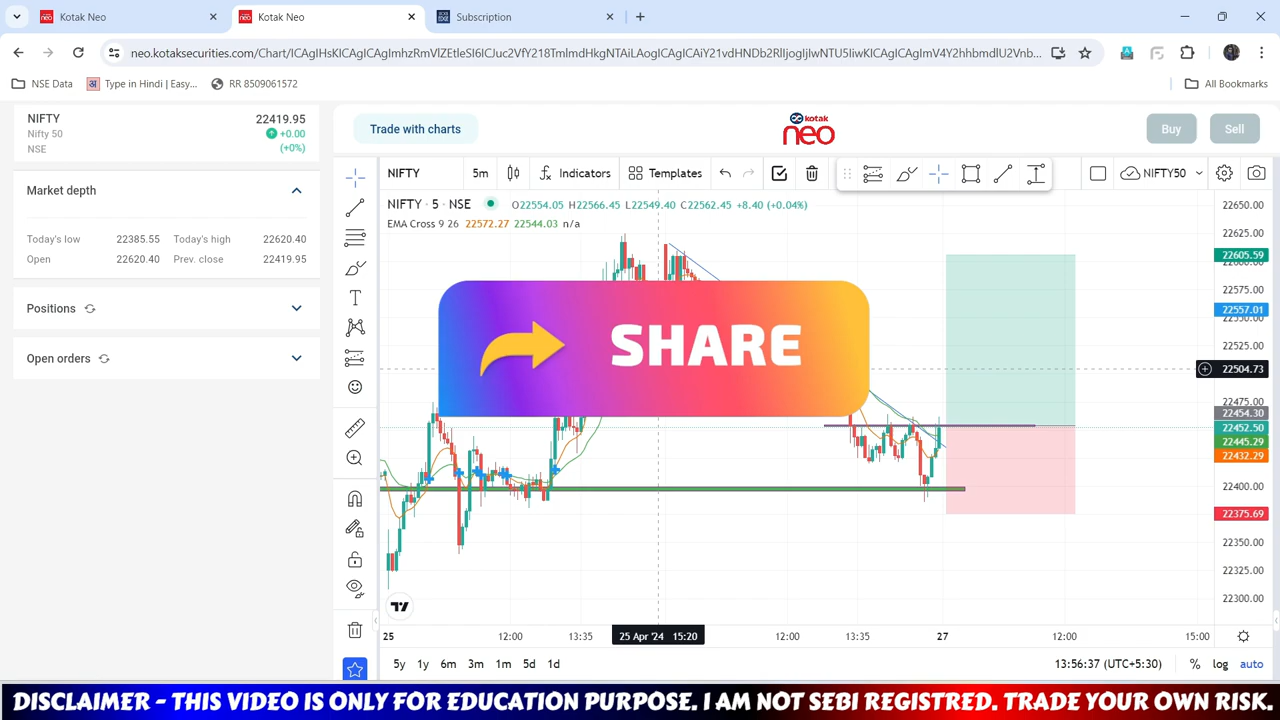 Kotak Neo
Kotak Neo
Subscription
NSE Data
Type in Hindi | Easy...
RR 8509061572
All Bookmarks
NIFTY
22419.95
Nifty 50
+0.00
NSE
(+0%)
Market depth
Today's low
22385.55
Today's high
22620.40
Open
22620.40
Prev. close
22419.95
Positions
Open orders
Trade with charts
kotak
neo
Buy
Sell
NIFTY
5m
Indicators
Templates
NIFTY50
NIFTY · 5 · NSE
O22554.05 H22566.45 L22549.40 C22562.45 +8.40 (+0.04%)
EMA Cross 9 26 22572.27 22544.03 n/a
SHARE
22650.00
22625.00
22605.59
22575.00
22557.01
22525.00
22504.73
22475.00
22454.30
22452.50
22445.29
22432.29
22400.00
22375.69
22350.00
22325.00
22300.00
25
12:00
13:35
25 Apr '24 15:20
12:00
13:35
27
12:00
15:00
5y
1y
6m
3m
1m
5d
1d
13:56:37 (UTC+5:30)
%
log
auto
DISCLAIMER - THIS VIDEO IS ONLY FOR EDUCATION PURPOSE. I AM NOT SEBI REGISTRED. TRADE YOUR OWN RISK.